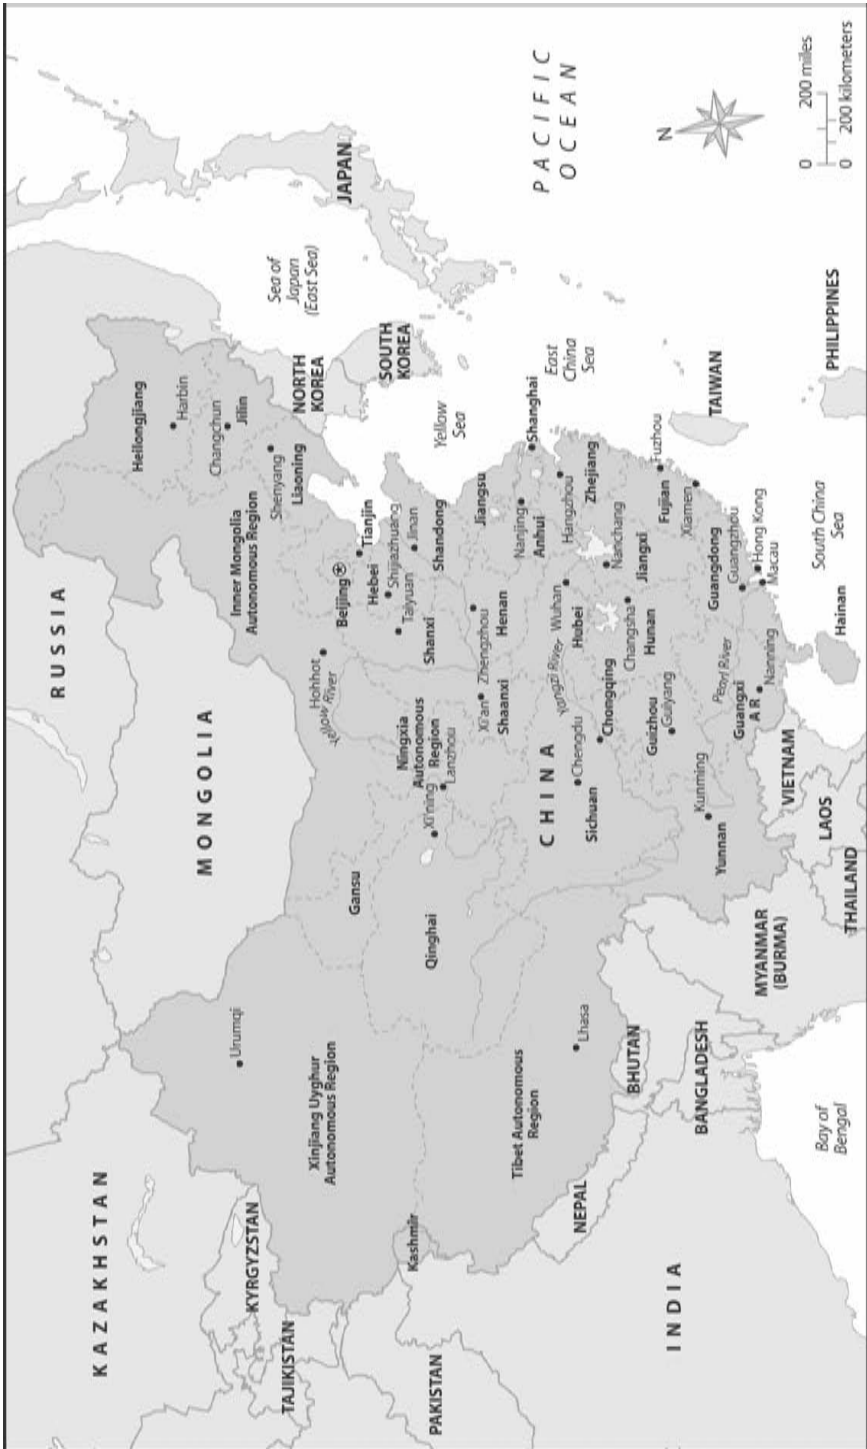 RUSSIA
KAZAKHSTAN
MONGOLIA
Heilongjiang
Harbin
Changchun
Jilin
Inner Mongolia
Autonomous Region
Shenyang
Liaoning
Urumqi
KYRGYZSTAN
TAJIKISTAN
Xinjiang Uyghur
Autonomous Region
Gansu
Hohhot
Yellow River
Beijing
Tianjin
Hebei
Shijiazhuang
Taiyuan
Jinan
Shandong
Shanxi
NORTH
KOREA
SOUTH
KOREA
Sea of
Japan
(East Sea)
JAPAN
PACIFIC
OCEAN
Yellow
Sea
Kashmir
PAKISTAN
Qinghai
Xi'ning
Ningxia
Autonomous
Region
Lanzhou
Xi'an
Shaanxi
Zhengzhou
Henan
Jiangsu
Nanjing
Anhui
Shanghai
East
China
Sea
Tibet Autonomous
Region
Lhasa
CHINA
Chengdu
Sichuan
Chongqing
Yangzi River
Wuhan
Hubei
Hangzhou
Zhejiang
Nanchang
Jiangxi
Changsha
Hunan
Guizhou
Guiyang
Fujian
Fuzhou
Xiamen
TAIWAN
NEPAL
BHUTAN
BANGLADESH
INDIA
Kunming
Yunnan
Pearl River
Guangxi
A R
Nanning
Guangdong
Guangzhou
Hong Kong
Macau
MYANMAR
(BURMA)
VIETNAM
LAOS
THAILAND
Hainan
South China
Sea
PHILIPPINES
Bay of
Bengal
N
0 200 miles
0 200 kilometers